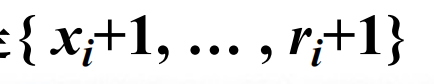 { xᵢ+1, … , rᵢ+1}